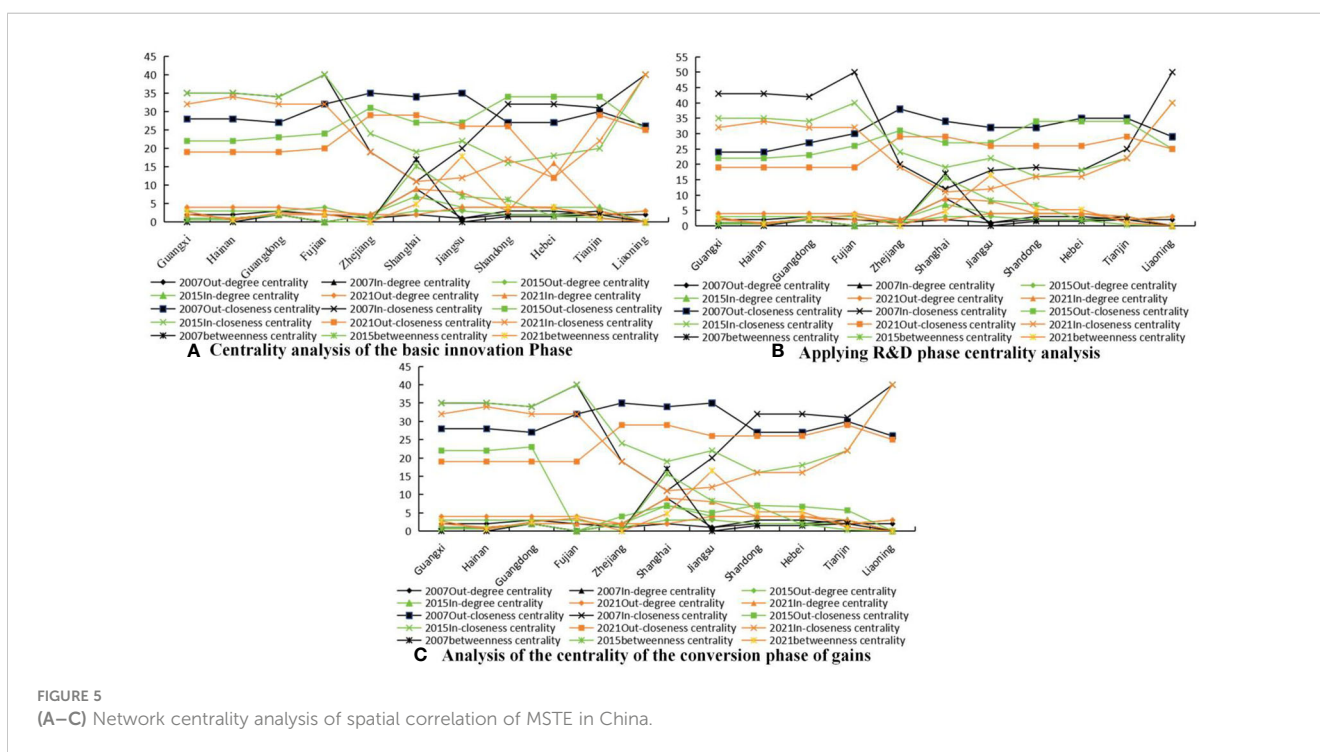 45
40
35
30
25
20
15
10
5
0
Guangxi
Hainan
Guangdong
Fujian
Zhejiang
Shanghai
Jiangsu
Shandong
Hebei
Tianjin
Liaoning
2007Out-degree centrality 2007In-degree centrality 2015Out-degree centrality
2015In-degree centrality 2021Out-degree centrality 2021In-degree centrality
2007Out-closeness centrality 2007In-closeness centrality 2015Out-closeness centrality
2015In-closeness centrality 2021Out-closeness centrality 2021In-closeness centrality
2007betweenness centrality 2015betweenness centrality 2021betweenness centrality
A Centrality analysis of the basic innovation Phase
55
50
45
40
35
30
25
20
15
10
5
0
Guangxi
Hainan
Guangdong
Fujian
Zhejiang
Shanghai
Jiangsu
Shandong
Hebei
Tianjin
Liaoning
2007Out-degree centrality 2007In-degree centrality 2015Out-degree centrality
2015In-degree centrality 2021Out-degree centrality 2021In-degree centrality
2007Out-closeness centrality 2007In-closeness centrality 2015Out-closeness centrality
2015In-closeness centrality 2021Out-closeness centrality 2021In-closeness centrality
2007betweenness centrality 2015betweenness centrality 2021betweenness centrality
B Applying R&D phase centrality analysis
45
40
35
30
25
20
15
10
5
0
Guangxi
Hainan
Guangdong
Fujian
Zhejiang
Shanghai
Jiangsu
Shandong
Hebei
Tianjin
Liaoning
2007Out-degree centrality 2007In-degree centrality 2015Out-degree centrality
2015In-degree centrality 2021Out-degree centrality 2021In-degree centrality
2007Out-closeness centrality 2007In-closeness centrality 2015Out-closeness centrality
2015In-closeness centrality 2021Out-closeness centrality 2021In-closeness centrality
2007betweenness centrality 2015betweenness centrality 2021betweenness centrality
C Analysis of the centrality of the conversion phase of gains
FIGURE 5
(A–C) Network centrality analysis of spatial correlation of MSTE in China.